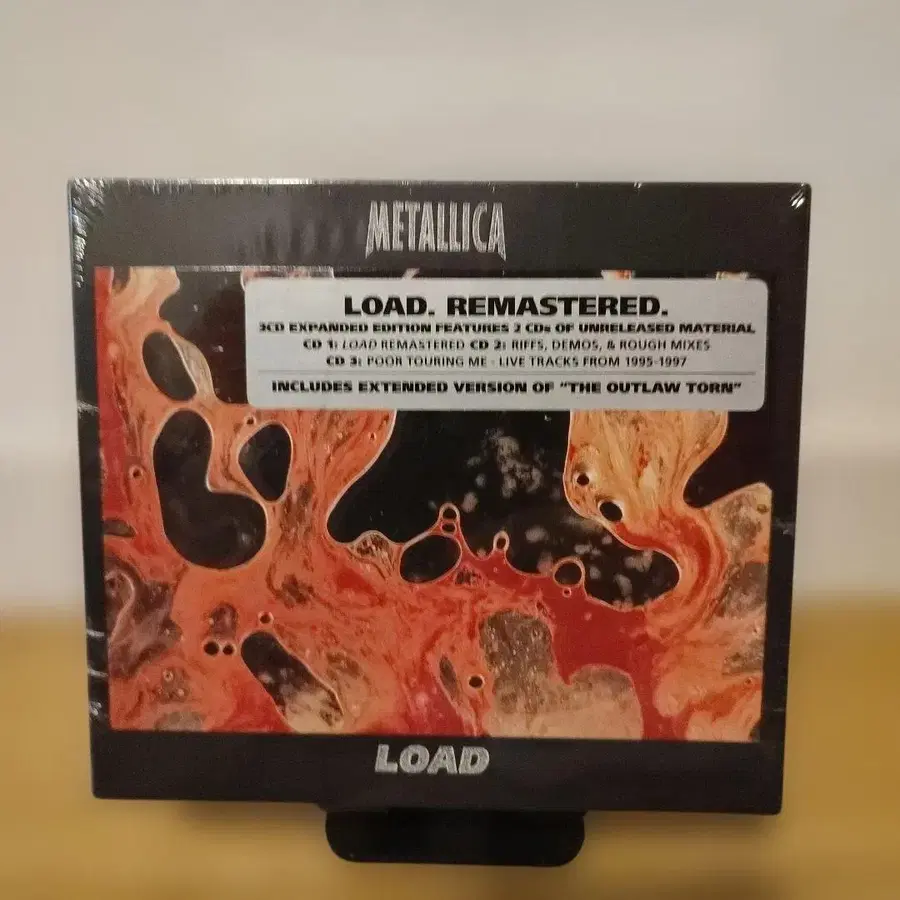 METALLICA
LOAD. REMASTERED.
3CD EXPANDED EDITION FEATURES 2 CDs OF UNRELEASED MATERIAL
CD 1: LOAD REMASTERED CD 2: RIFFS, DEMOS, & ROUGH MIXES
CD 3: POOR TOURING ME - LIVE TRACKS FROM 1995-1997
INCLUDES EXTENDED VERSION OF "THE OUTLAW TORN"
LOAD